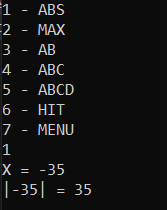 1 - ABS
2 - MAX
3 - AB
4 - ABC
5 - ABCD
6 - HIT
7 - MENU
1
X = -35
|-35| = 35